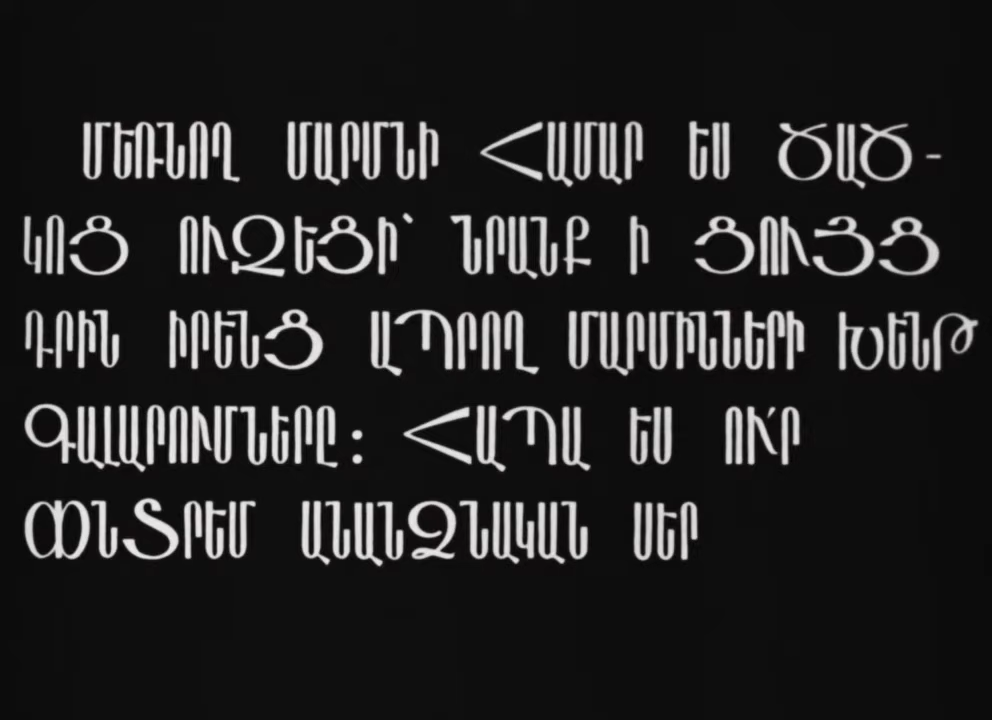 ՄԵՌՆՈՂ ՄԱՐՄՆԻ ՀԱՄԱՐ ԵՍ ԾԱԾ-
ԿՈՑ ՈՒԶԵՑԻ՝ ՆՐԱՆՔ Ի ՑՈՒՅՑ
ԴՐԻՆ ԻՐԵՆՑ ԱՊՐՈՂ ՄԱՐՄԻՆՆԵՐԻ ԽԵՆԹ
ԳԱԼԱՐՈՒՄՆԵՐԸ: ՀԱՊԱ ԵՍ ՈՒ՛Ր
ՓՆՏՐԵՄ ԱՆԱՆՁՆԱԿԱՆ ՍԵՐ